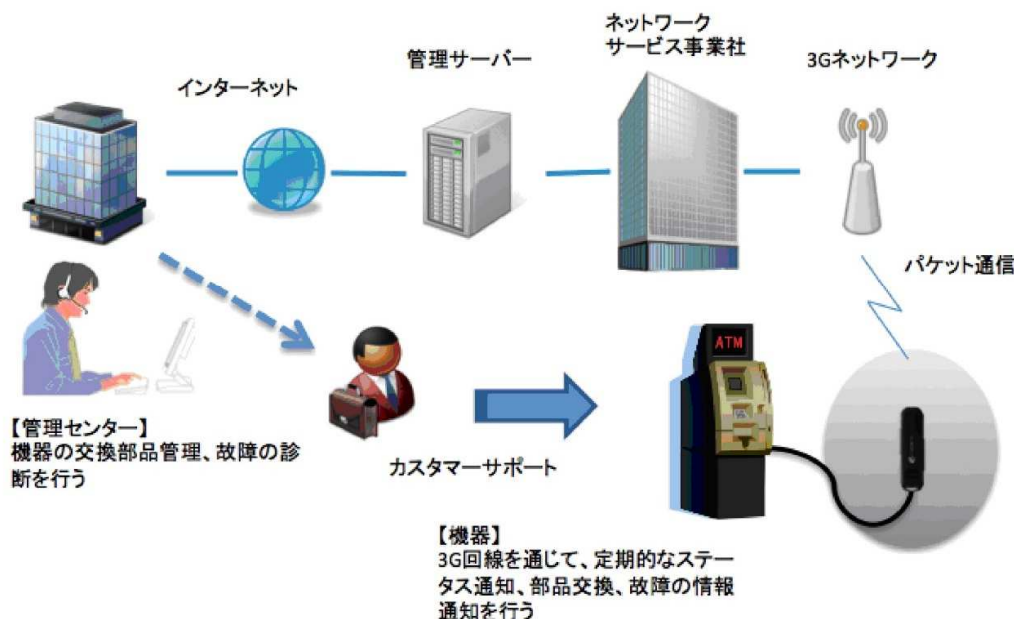 ネットワーク
サービス事業社
管理サーバー
3Gネットワーク
インターネット
パケット通信
ATM
【管理センター】
機器の交換部品管理、故障の診
断を行う
カスタマーサポート
【機器】
3G回線を通じて、定期的なステー
タス通知、部品交換、故障の情報
通知を行う